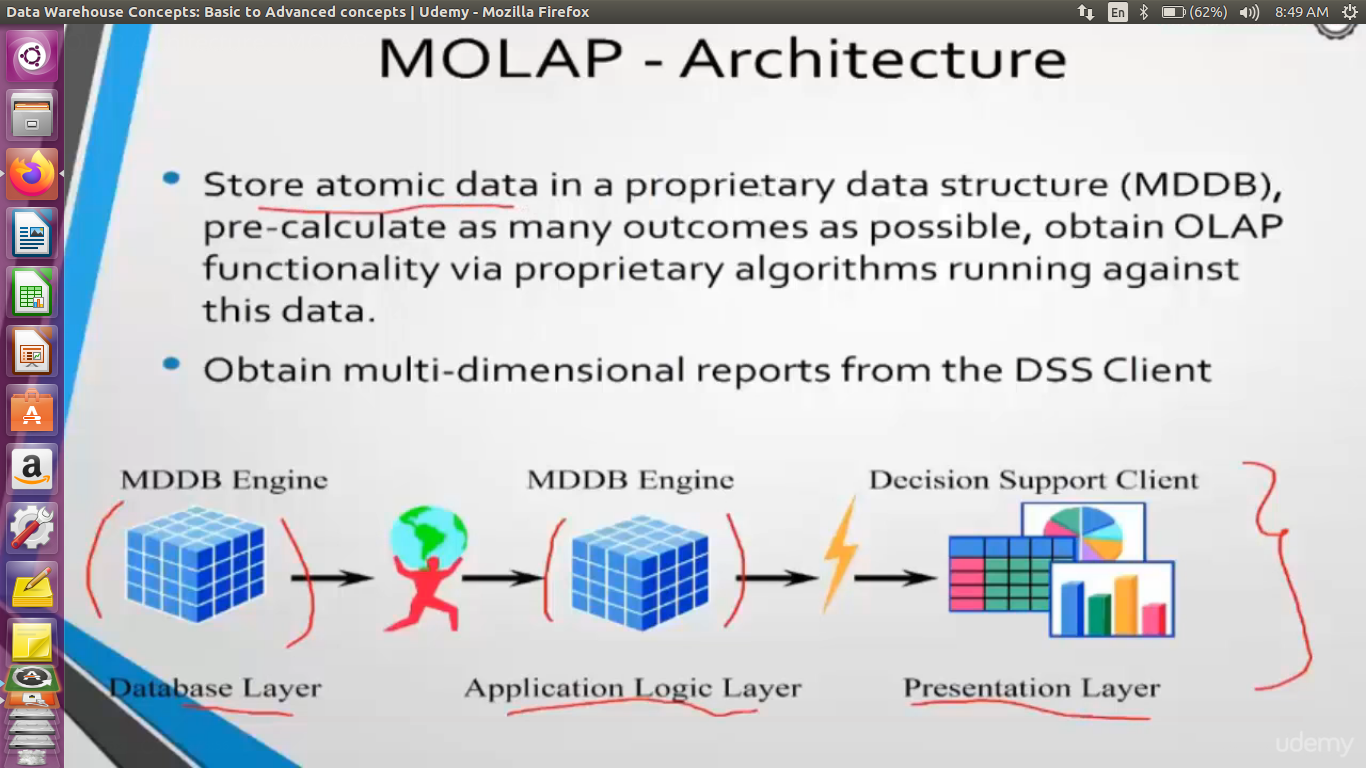 Data Warehouse Concepts: Basic to Advanced concepts | Udemy - Mozilla Firefox
En
(62%)
8:49 AM
MOLAP - Architecture
• Store atomic data in a proprietary data structure (MDDB),
pre-calculate as many outcomes as possible, obtain OLAP
functionality via proprietary algorithms running against
this data.
• Obtain multi-dimensional reports from the DSS Client
MDDB Engine
MDDB Engine
Decision Support Client
Database Layer
Application Logic Layer
Presentation Layer
udemy